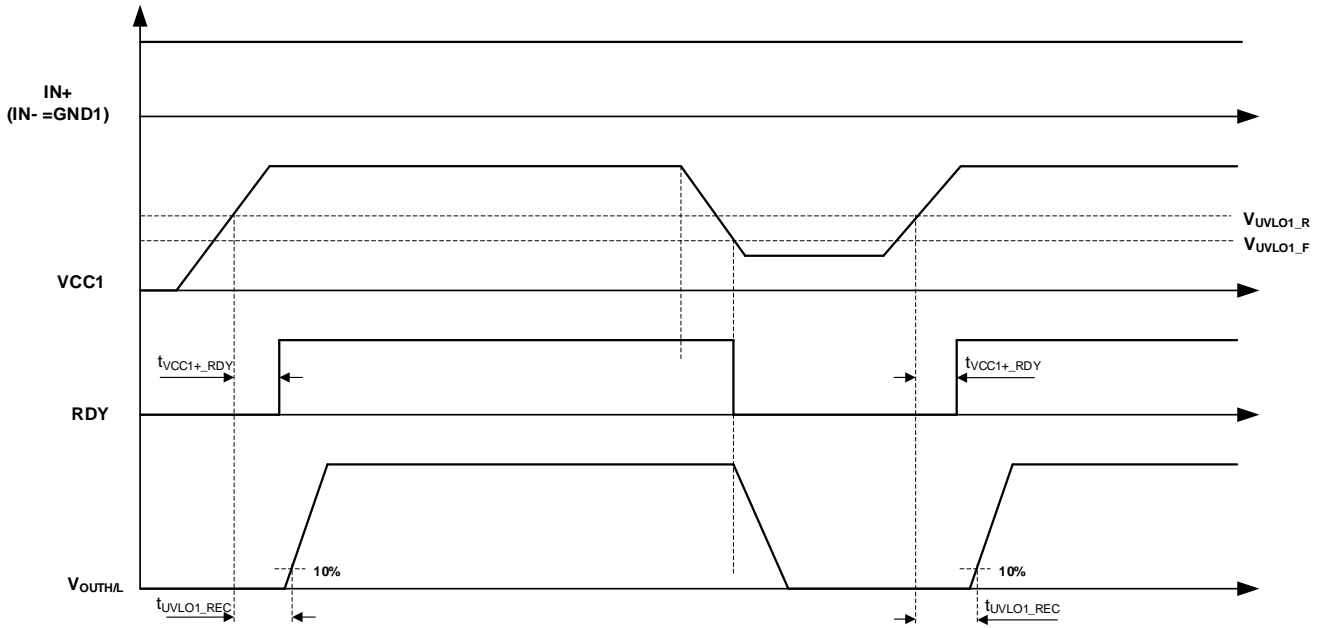 IN+
(IN- =GND1)
VUVLO1_R
VUVLO1_F
VCC1
tVCC1+_RDY
tVCC1+_RDY
RDY
10%
10%
VOUTH/L
tUVLO1_REC
tUVLO1_REC